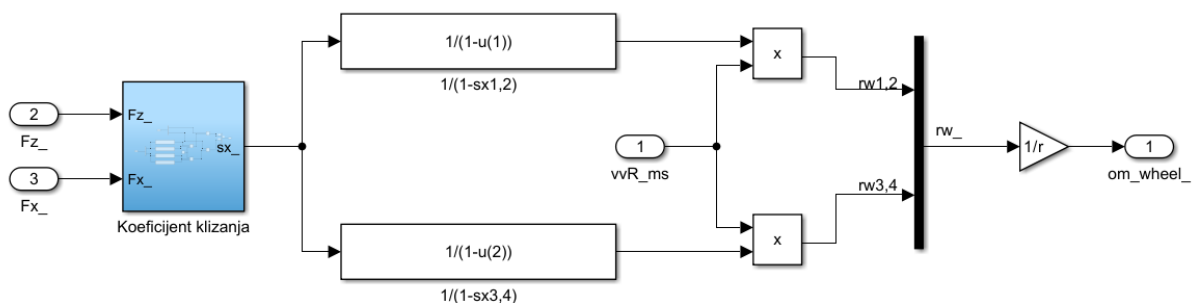 1/(1-u(1))
1/(1-sx1,2)
x
rw1,2
2
Fz_
Fz_
3
Fx_
Fx_
sx_
Koeficijent klizanja
1
vvR_ms
rw_
1/r
1
om_wheel_
rw3,4
1/(1-u(2))
1/(1-sx3,4)
x